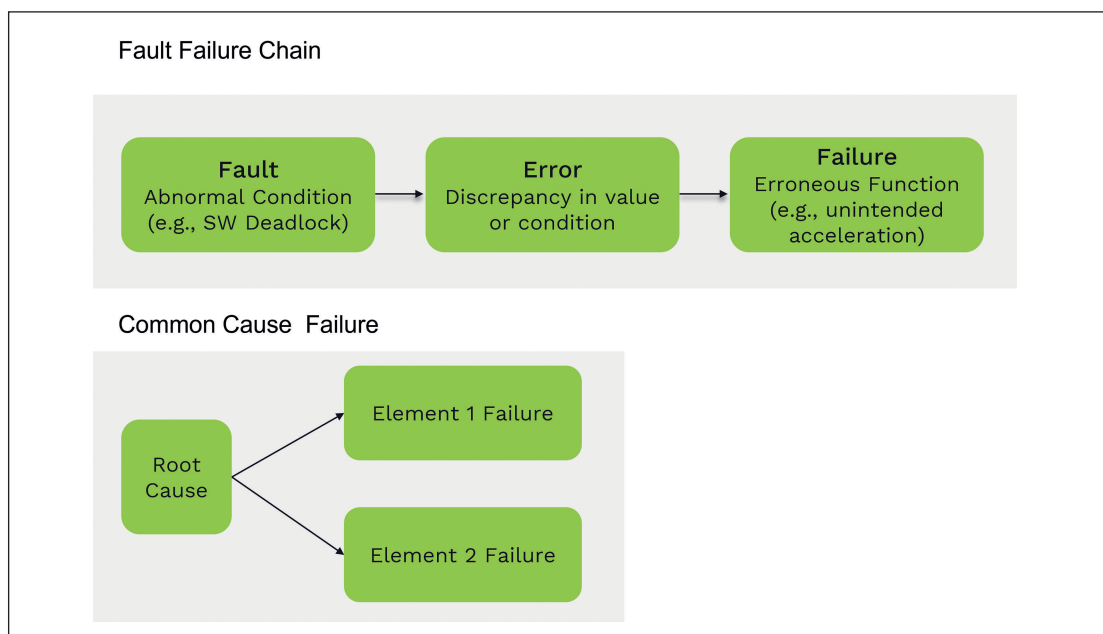 Fault Failure Chain
Fault
Abnormal Condition
(e.g., SW Deadlock)
Error
Discrepancy in value
or condition
Failure
Erroneous Function
(e.g., unintended
acceleration)
Common Cause  Failure
Root
Cause
Element 1 Failure
Element 2 Failure